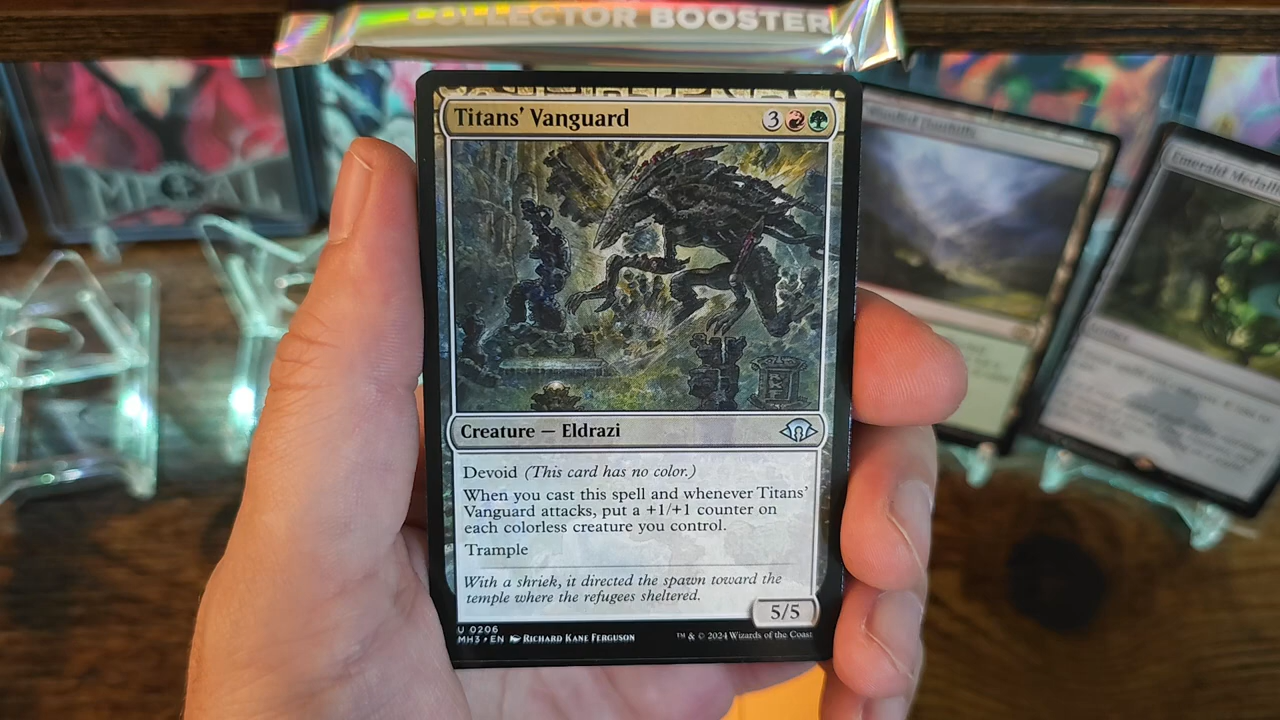 COLLECTOR BOOSTER
Titans' Vanguard
3
Creature — Eldrazi
Devoid (This card has no color.)
When you cast this spell and whenever Titans'
Vanguard attacks, put a +1/+1 counter on
each colorless creature you control.
Trample
With a shriek, it directed the spawn toward the
temple where the refugees sheltered.
5/5
U 0206
MH3 • EN RICHARD KANE FERGUSON
™ & © 2024 Wizards of the Coast
Emerald Medall